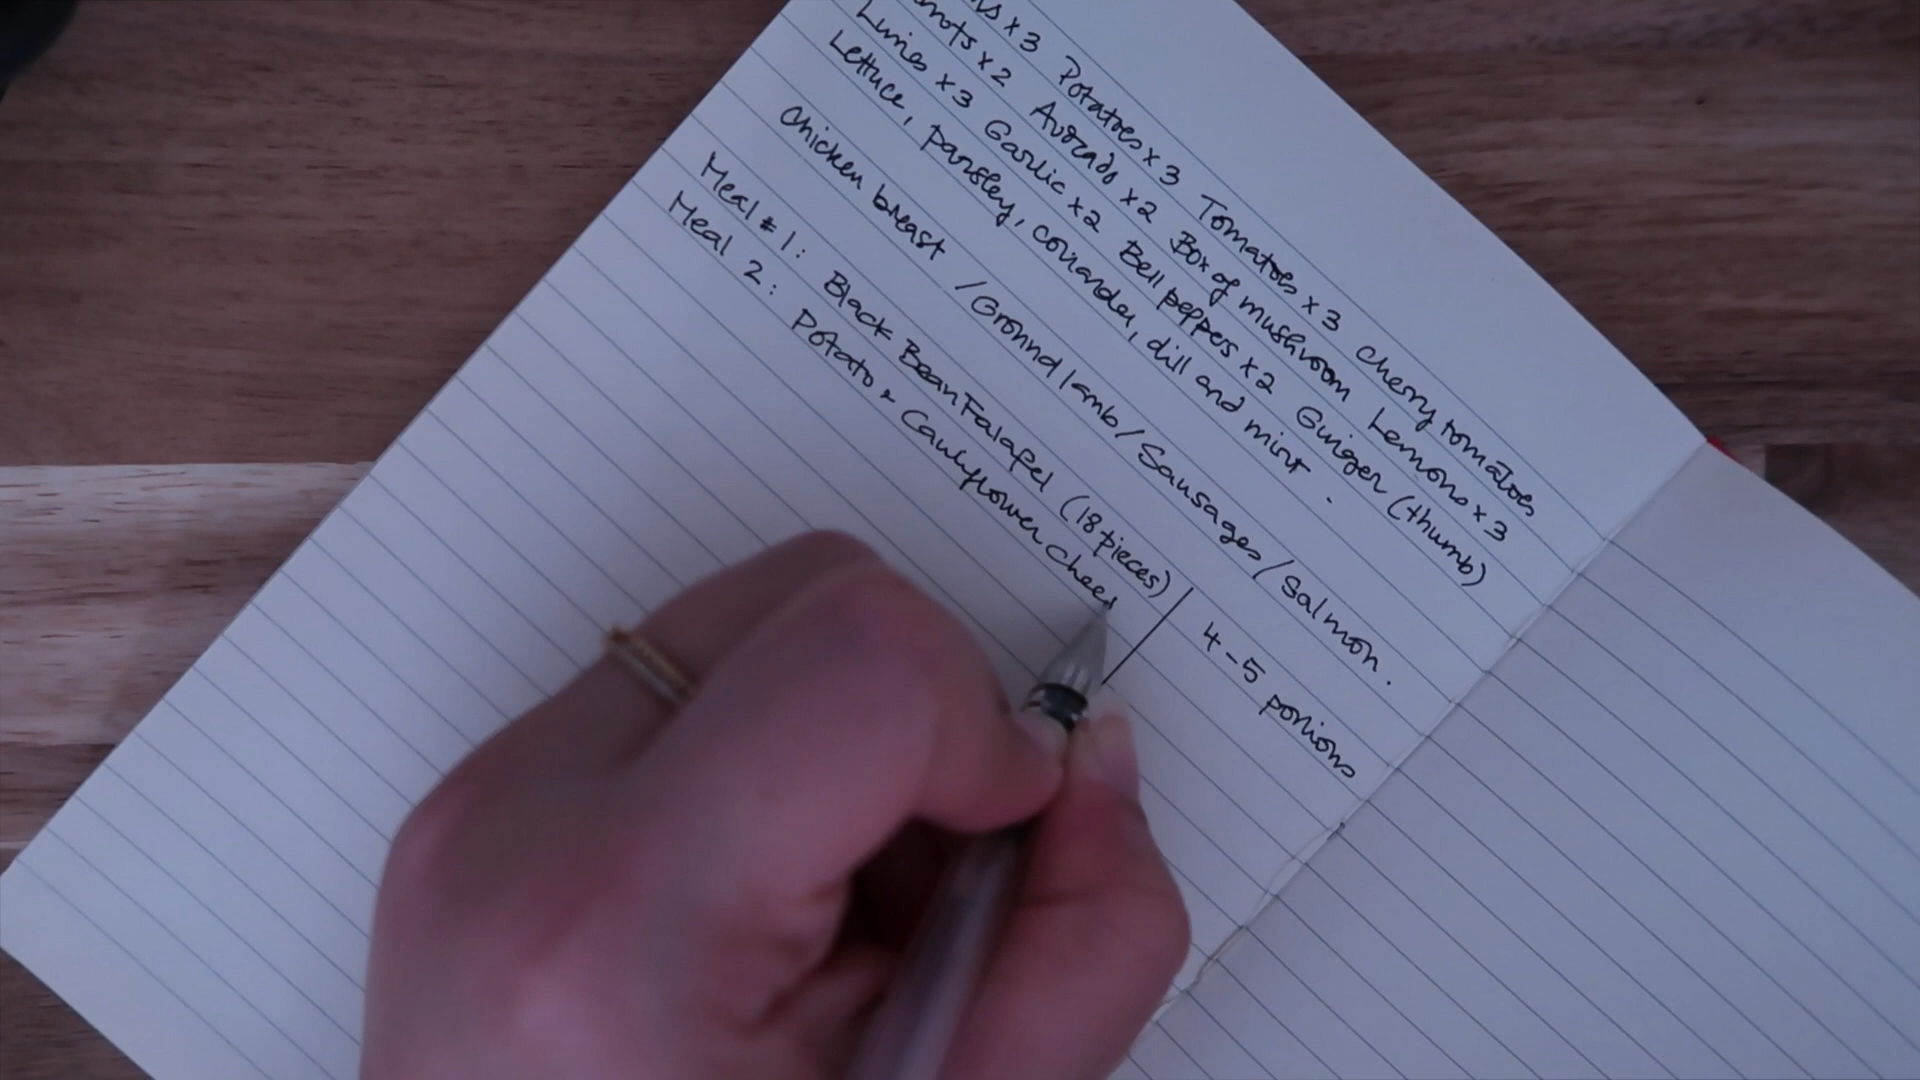 x3 Potatoes x3 Tomatoes x3 Cherry tomatoes
x2 Avocado x2 Box of mushroom Lemons x3
Limes x3 Garlic x2 Bell peppers x2 Ginger (thumb)
Lettuce, parsley, coriander, dill and mint.
Chicken breast / Ground lamb / Sausages / Salmon.
Meal #1: Black Bean Falafel (18 pieces) 4-5 portions
Meal 2: Potato & Cauliflower Chees